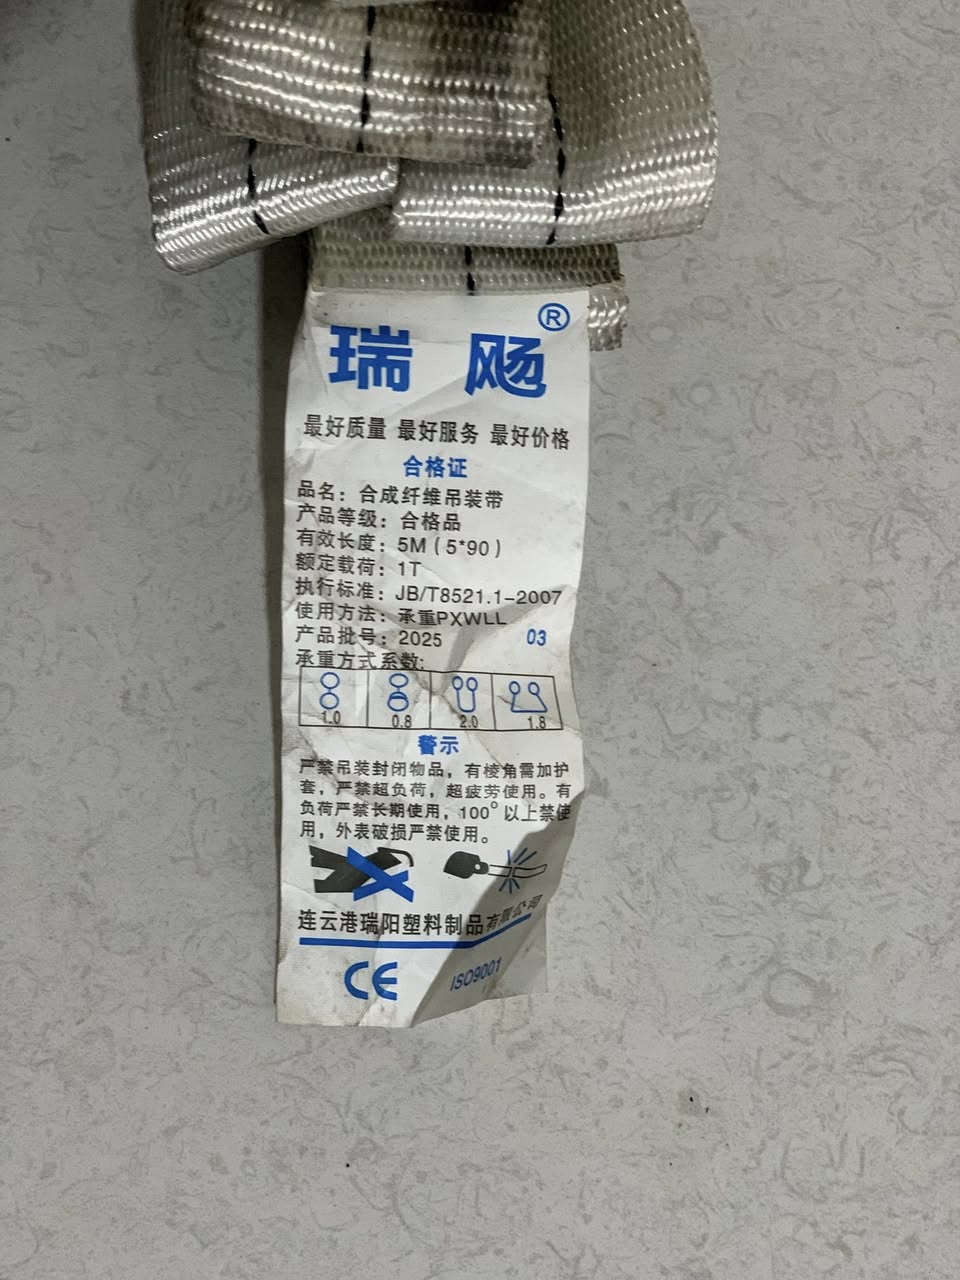 ®
瑞 飏
最好质量 最好服务 最好价格
合格证
品名：合成纤维吊装带
产品等级：合格品
有效长度：5M（5*90）
额定载荷：1T
执行标准：JB/T8521.1-2007
使用方法：承重PXWLL
产品批号：2025 03
承重方式系数：
1.0 0.8 2.0 1.8
警示
严禁吊装封闭物品，有棱角需加护
套，严禁超负荷，超疲劳使用。有
负荷严禁长期使用，100°以上禁使
用，外表破损严禁使用。
连云港瑞阳塑料制品有限公司
CE ISO9001